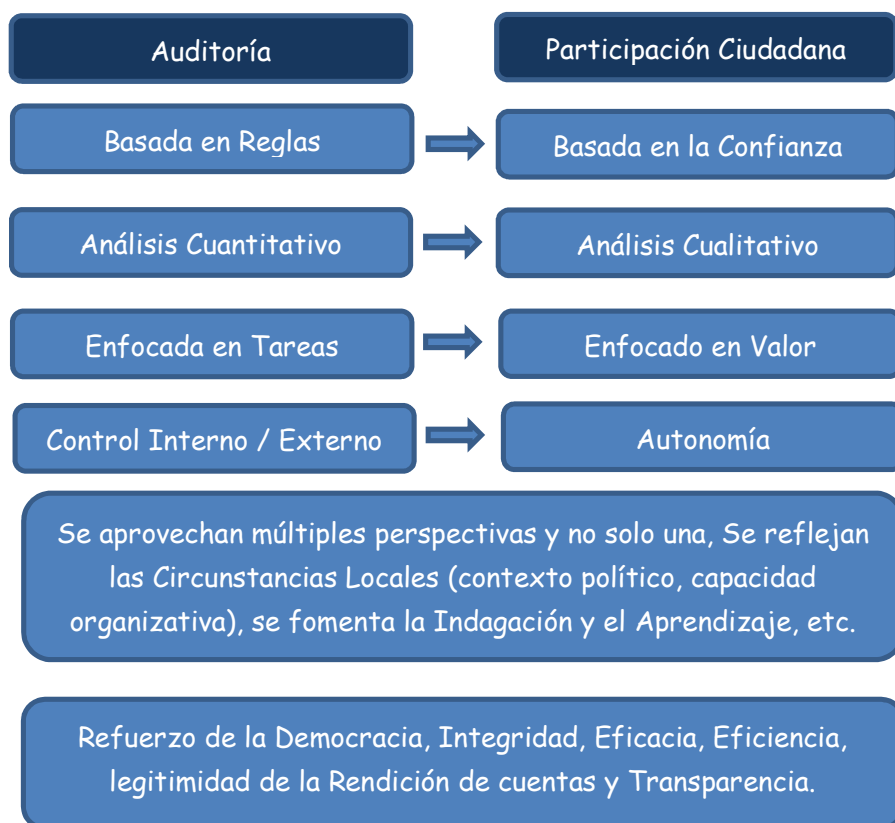 Auditoría
Participación Ciudadana
Basada en Reglas
Basada en la Confianza
Análisis Cuantitativo
Análisis Cualitativo
Enfocada en Tareas
Enfocado en Valor
Control Interno / Externo
Autonomía
Se aprovechan múltiples perspectivas y no solo una, Se reflejan
las Circunstancias Locales (contexto político, capacidad
organizativa), se fomenta la Indagación y el Aprendizaje, etc.
Refuerzo de la Democracia, Integridad, Eficacia, Eficiencia,
legitimidad de la Rendición de cuentas y Transparencia.